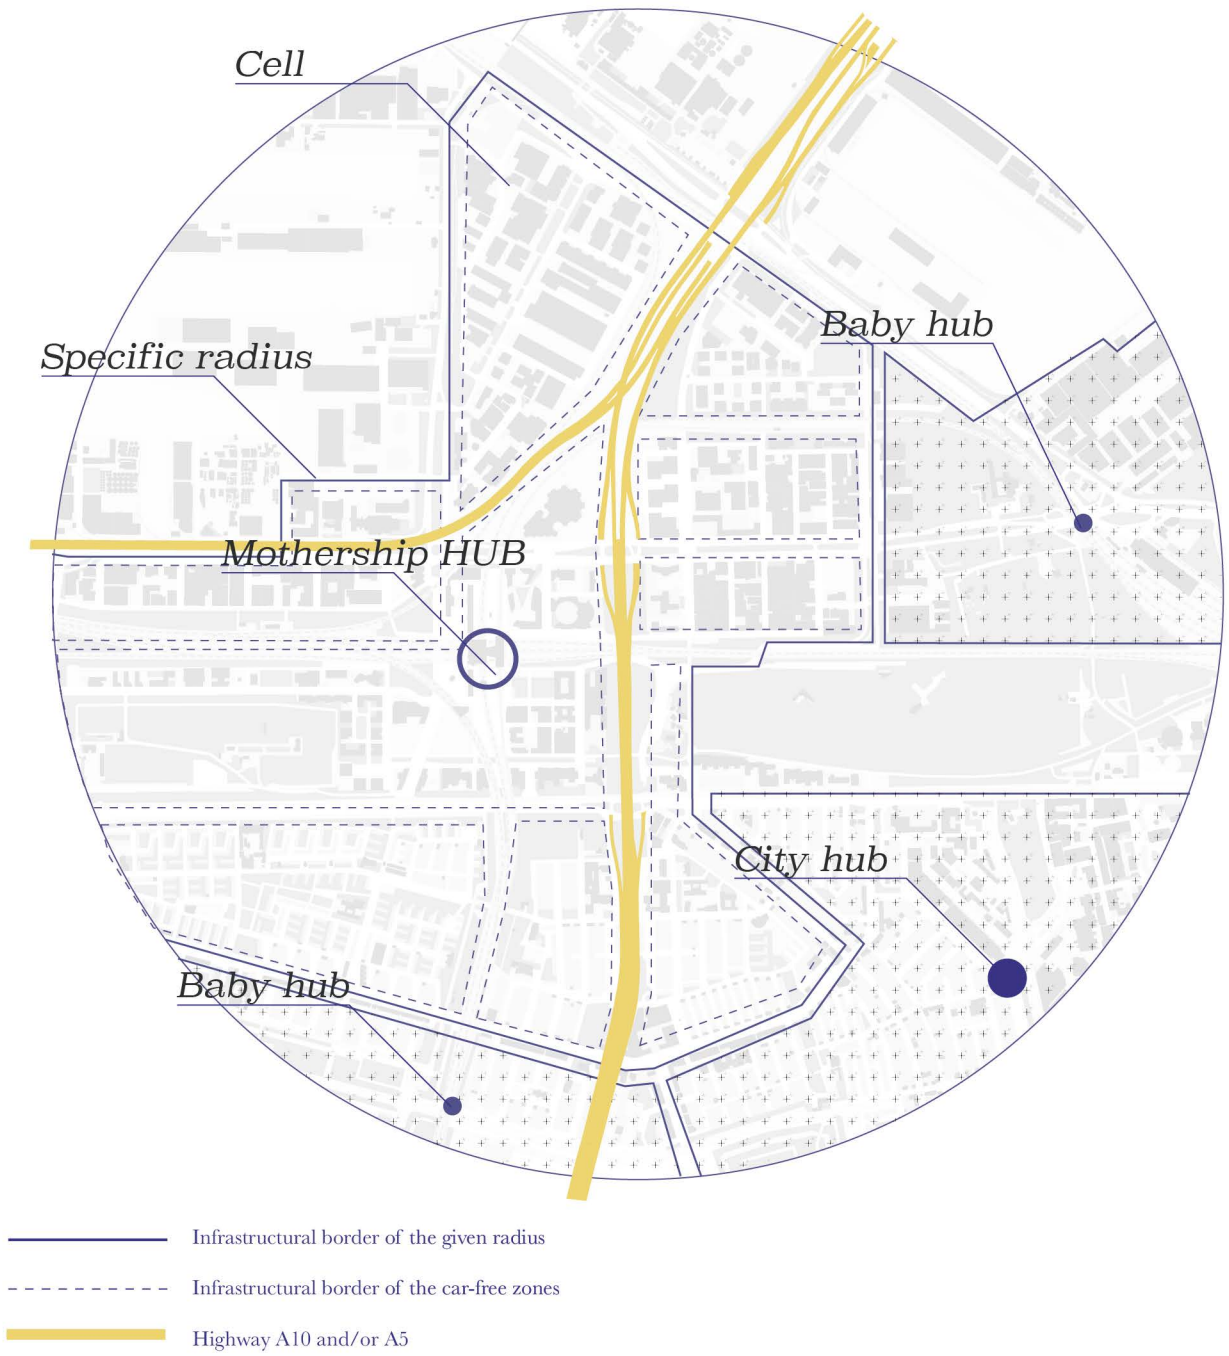 Cell
Baby hub
Specific radius
Mothership HUB
City hub
Baby hub
Infrastructural border of the given radius
Infrastructural border of the car-free zones
Highway A10 and/or A5